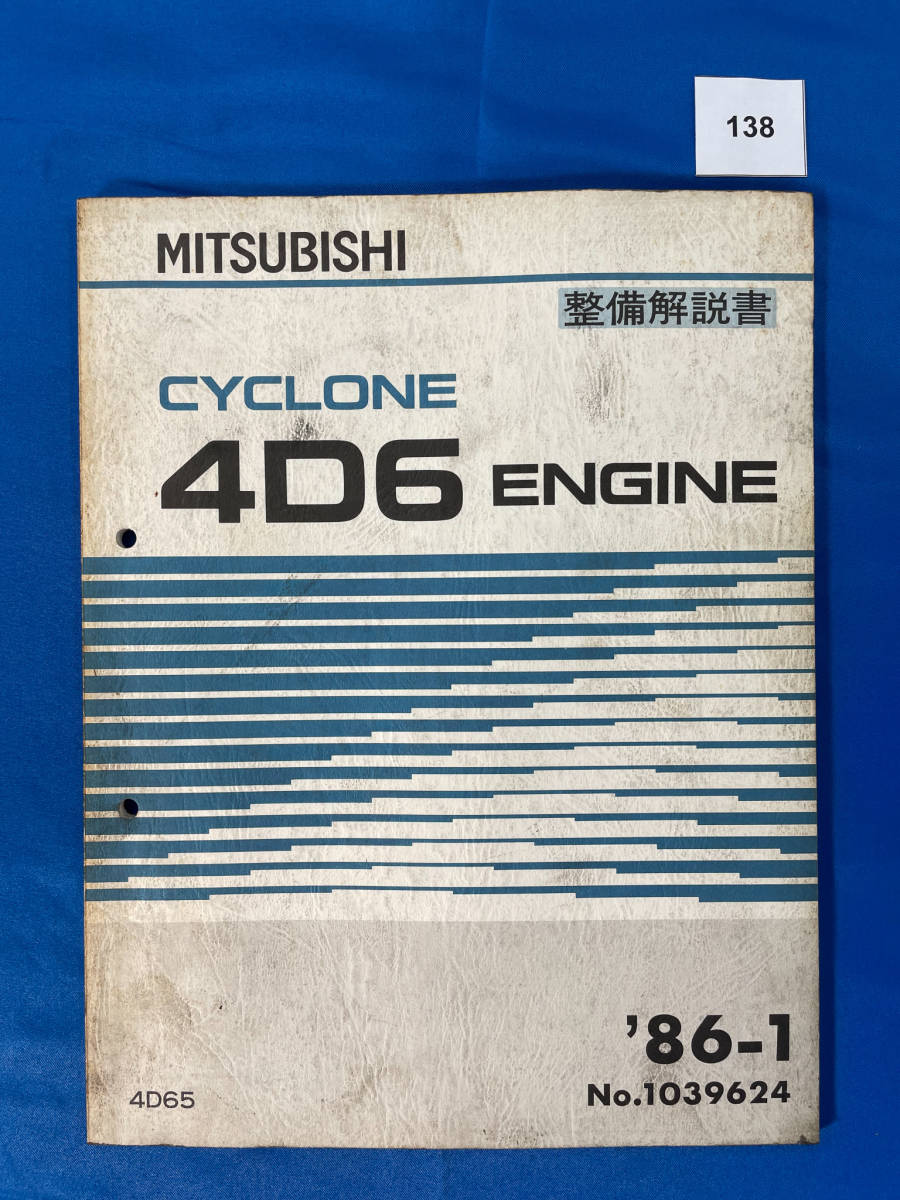 138
MITSUBISHI
整備解説書
CYCLONE
4D6 ENGINE
'86-1
No.1039624
4D65